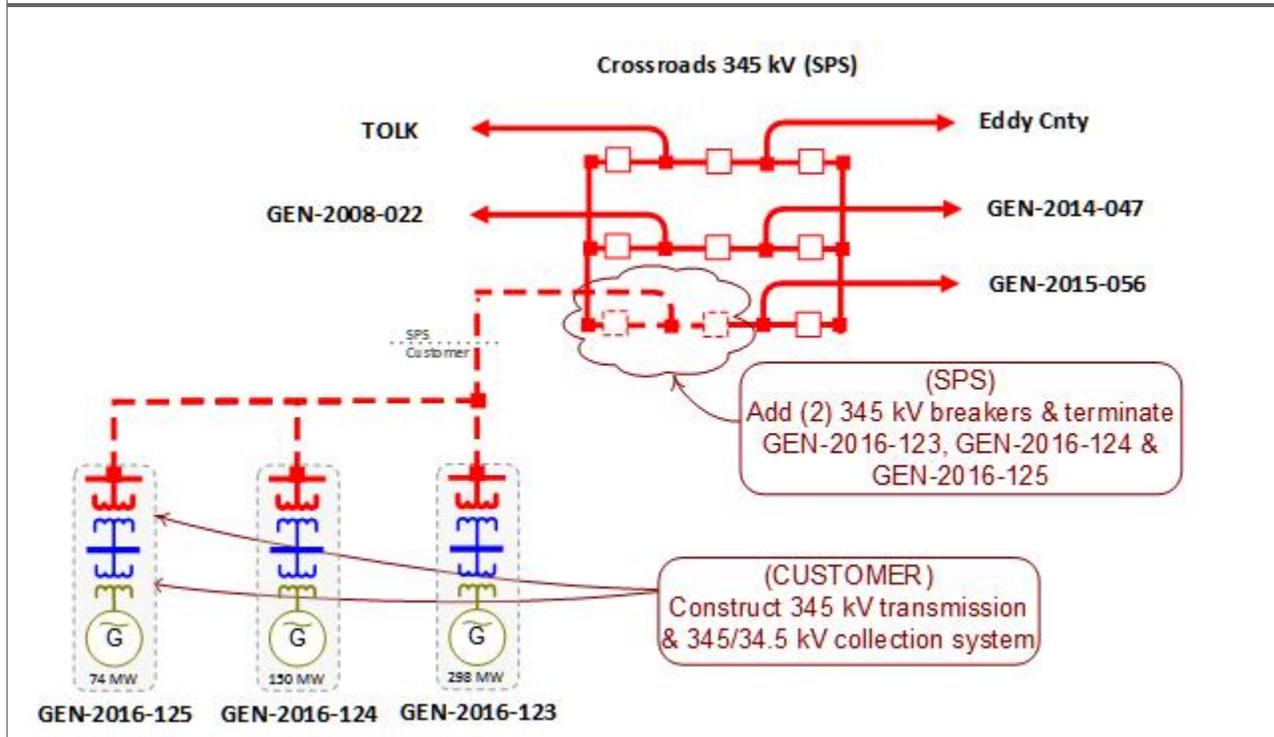 Crossroads 345 kV (SPS)
TOLK
Eddy Cnty
GEN-2008-022
GEN-2014-047
GEN-2015-056
SPS
Customer
(SPS)
Add (2) 345 kV breakers & terminate
GEN-2016-123, GEN-2016-124 &
GEN-2016-125
(CUSTOMER)
Construct 345 kV transmission
& 345/34.5 kV collection system
G
G
G
74 MW
150 MW
298 MW
GEN-2016-125
GEN-2016-124
GEN-2016-123